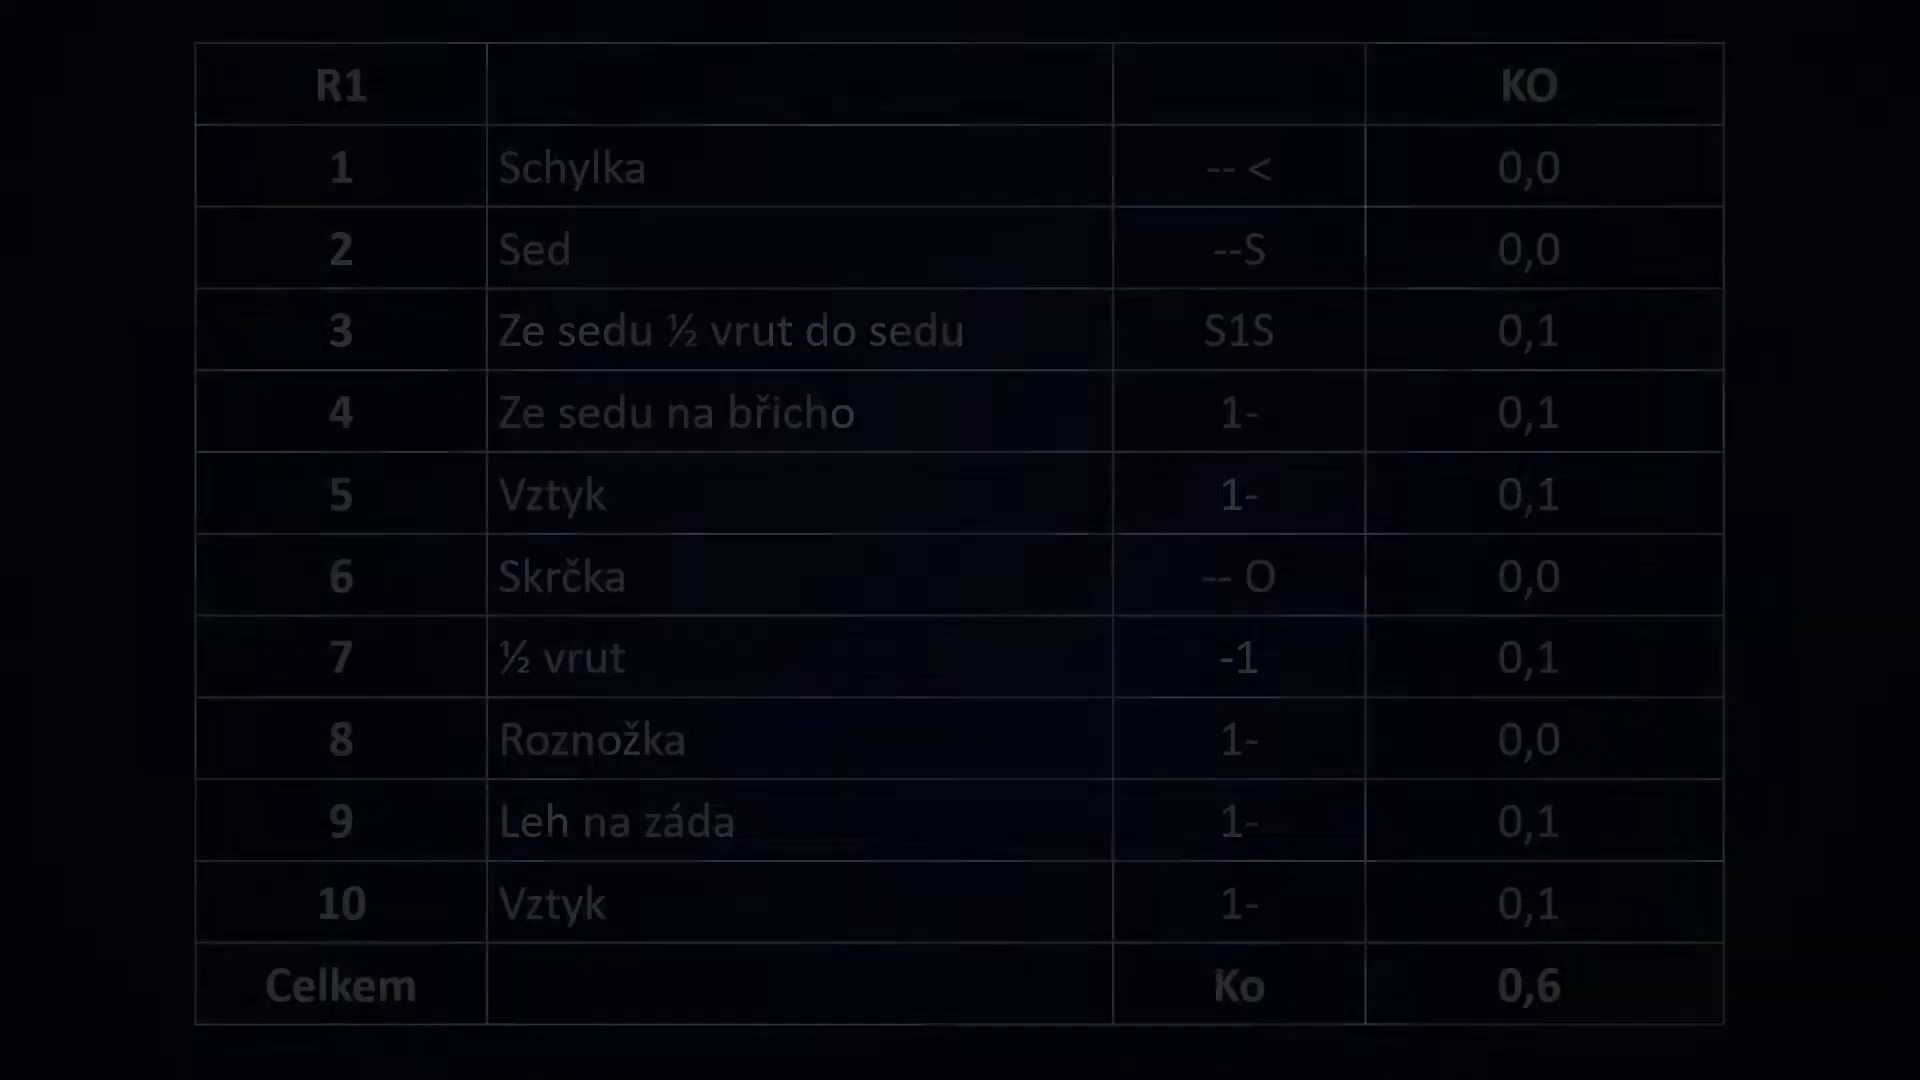 R1 KO
1 Schylka -- < 0,0
2 Sed --S 0,0
3 Ze sedu ½ vrut do sedu S1S 0,1
4 Ze sedu na břicho 1- 0,1
5 Vztyk 1- 0,1
6 Skrčka -- O 0,0
7 ½ vrut -1 0,1
8 Roznožka 1- 0,0
9 Leh na záda 1- 0,1
10 Vztyk 1- 0,1
Celkem Ko 0,6